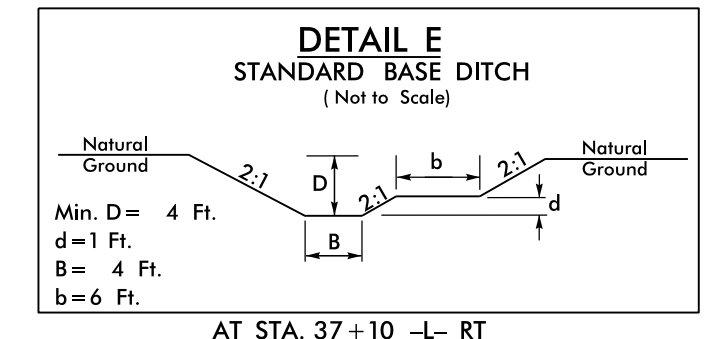 DETAIL E
STANDARD BASE DITCH
( Not to Scale)
Natural
Ground
2:1
D
2:1
b
2:1
d
Natural
Ground
B
Min. D = 4 Ft.
d=1 Ft.
B= 4 Ft.
b=6 Ft.
AT STA. 37+10 -L- RT